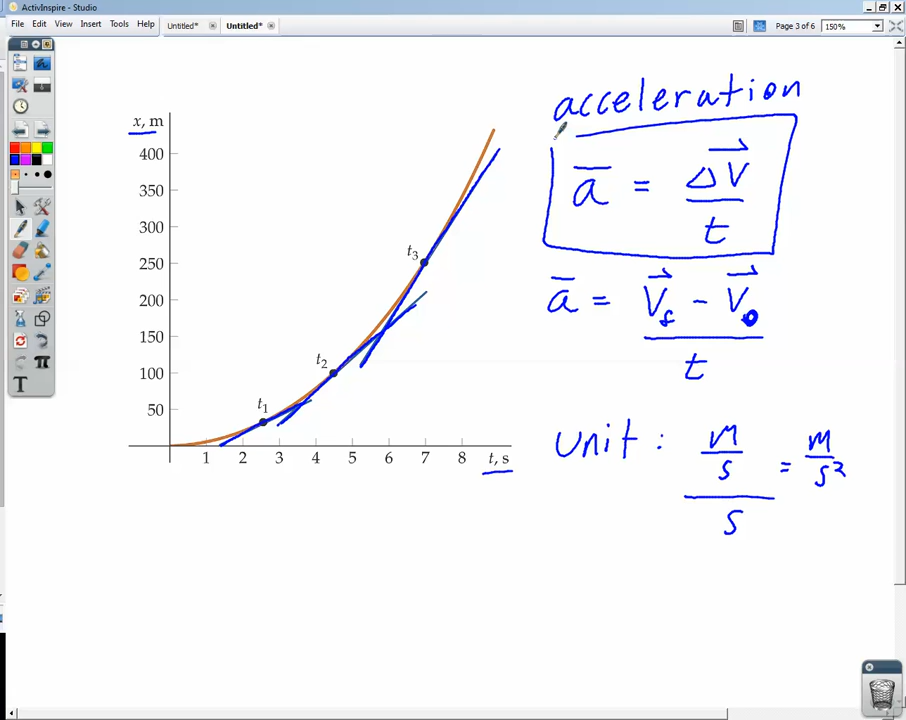 ActivInspire - Studio
File Edit View Insert Tools Help
Untitled*
Untitled*
Page 3 of 6
150%
acceleration
x, m
400
350
300
250
200
150
100
50
t₃
t₂
t₁
1 2 3 4 5 6 7 8 t, s
a̅ = ΔV⃗ / t
a̅ = V⃗f - V⃗o / t
Unit : m/s / s = m/s²
π
T